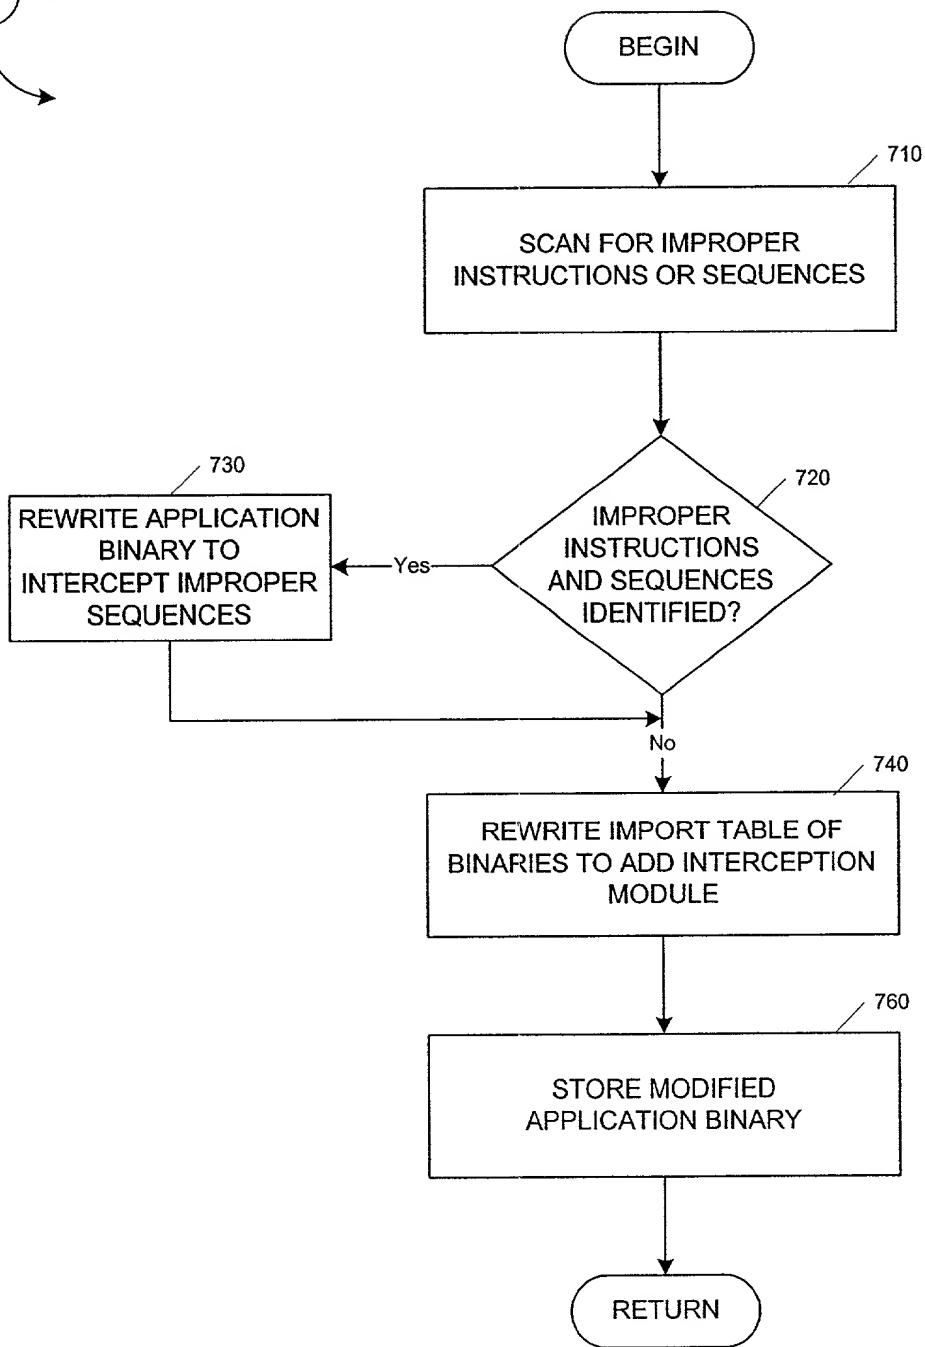 BEGIN
710
SCAN FOR IMPROPER
INSTRUCTIONS OR SEQUENCES
730
REWRITE APPLICATION
BINARY TO
INTERCEPT IMPROPER
SEQUENCES
Yes
720
IMPROPER
INSTRUCTIONS
AND SEQUENCES
IDENTIFIED?
No
740
REWRITE IMPORT TABLE OF
BINARIES TO ADD INTERCEPTION
MODULE
760
STORE MODIFIED
APPLICATION BINARY
RETURN